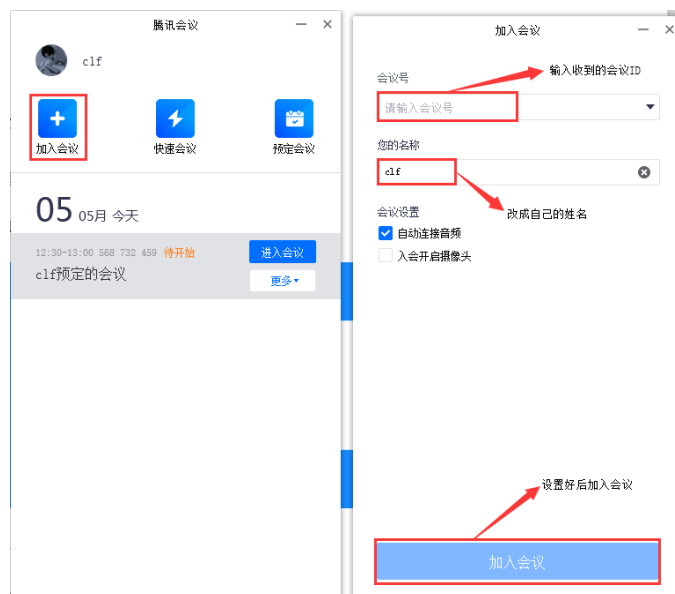 腾讯会议
clf
加入会议
快速会议
预定会议
05 05月 今天
12:30-13:00 568 732 459 待开始
进入会议
clf预定的会议
更多
加入会议
会议号
输入收到的会议ID
请输入会议号
您的名称
clf
会议设置
改成自己的姓名
自动连接音频
入会开启摄像头
设置好后加入会议
加入会议